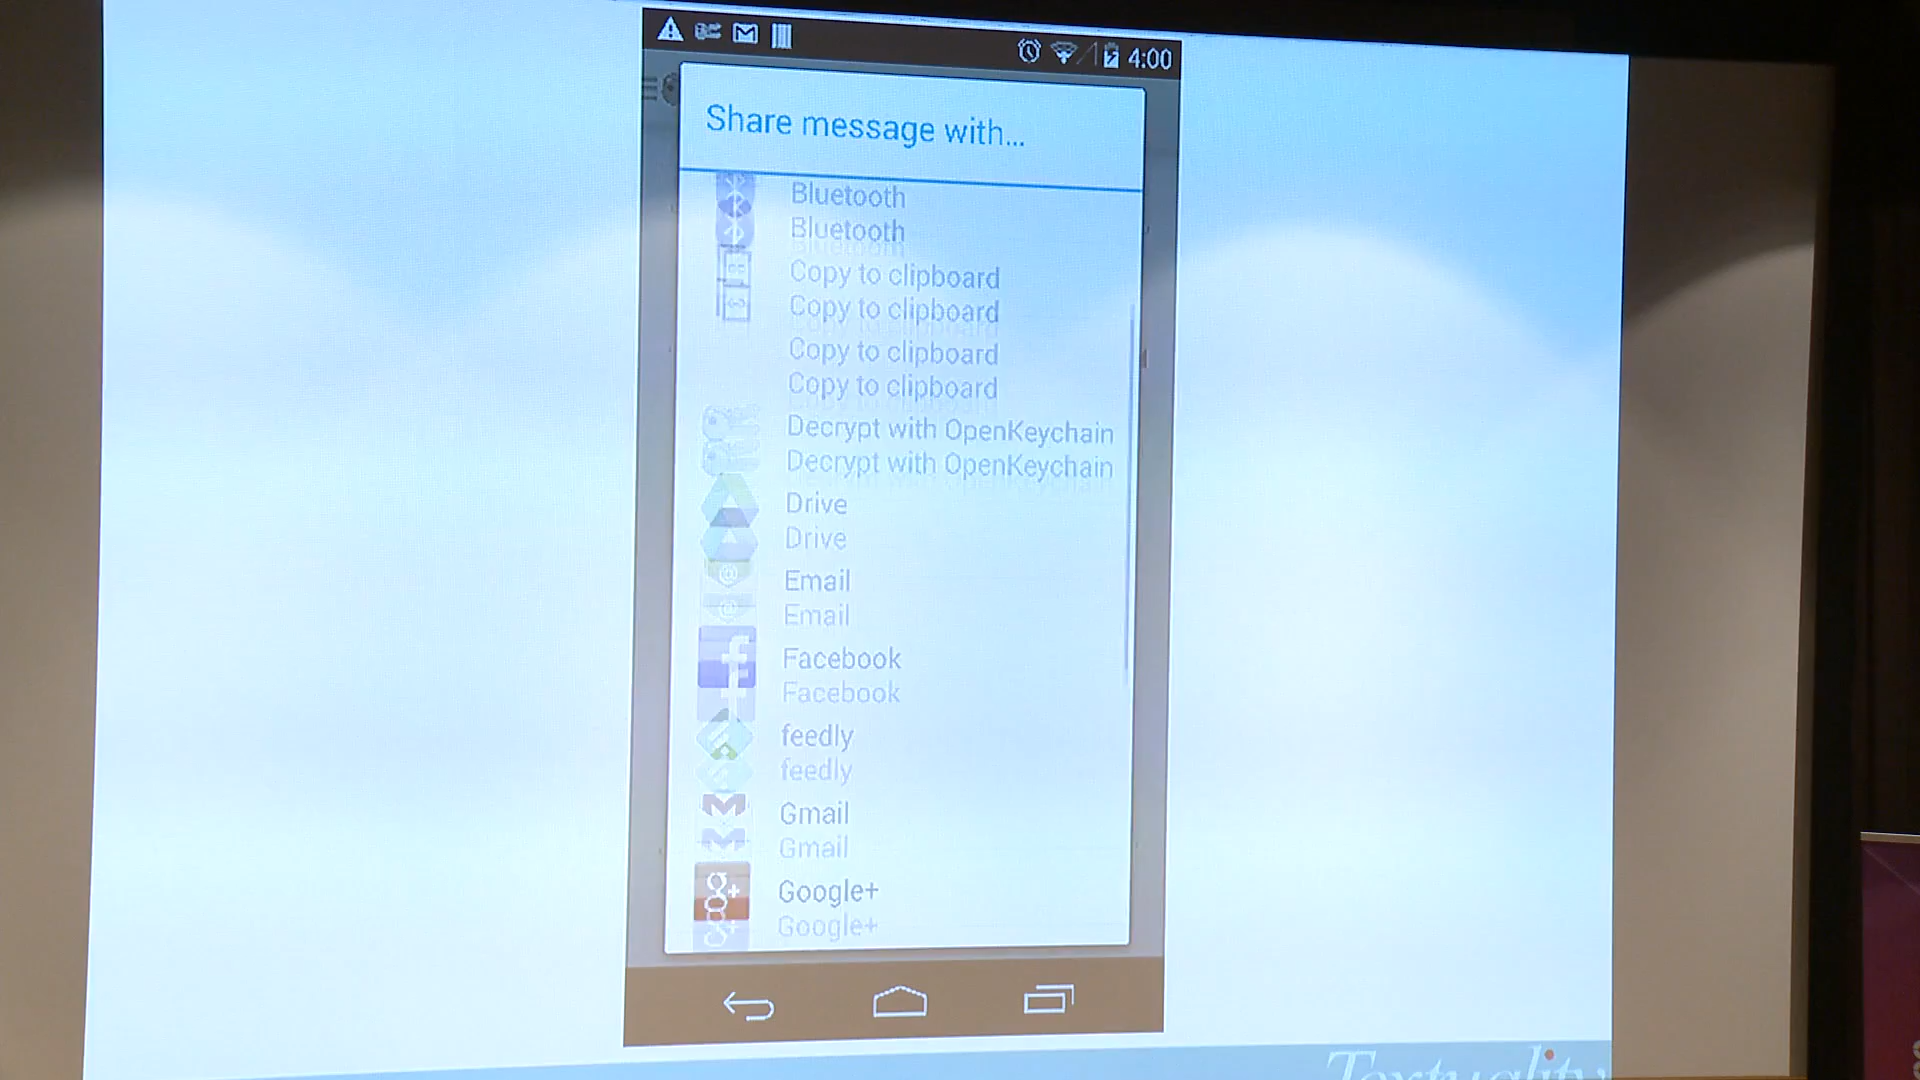 4:00
Share message with...
Bluetooth
Bluetooth
Copy to clipboard
Copy to clipboard
Copy to clipboard
Copy to clipboard
Decrypt with OpenKeychain
Decrypt with OpenKeychain
Drive
Drive
Email
Email
Facebook
Facebook
feedly
feedly
Gmail
Gmail
Google+
Google+
Textuality